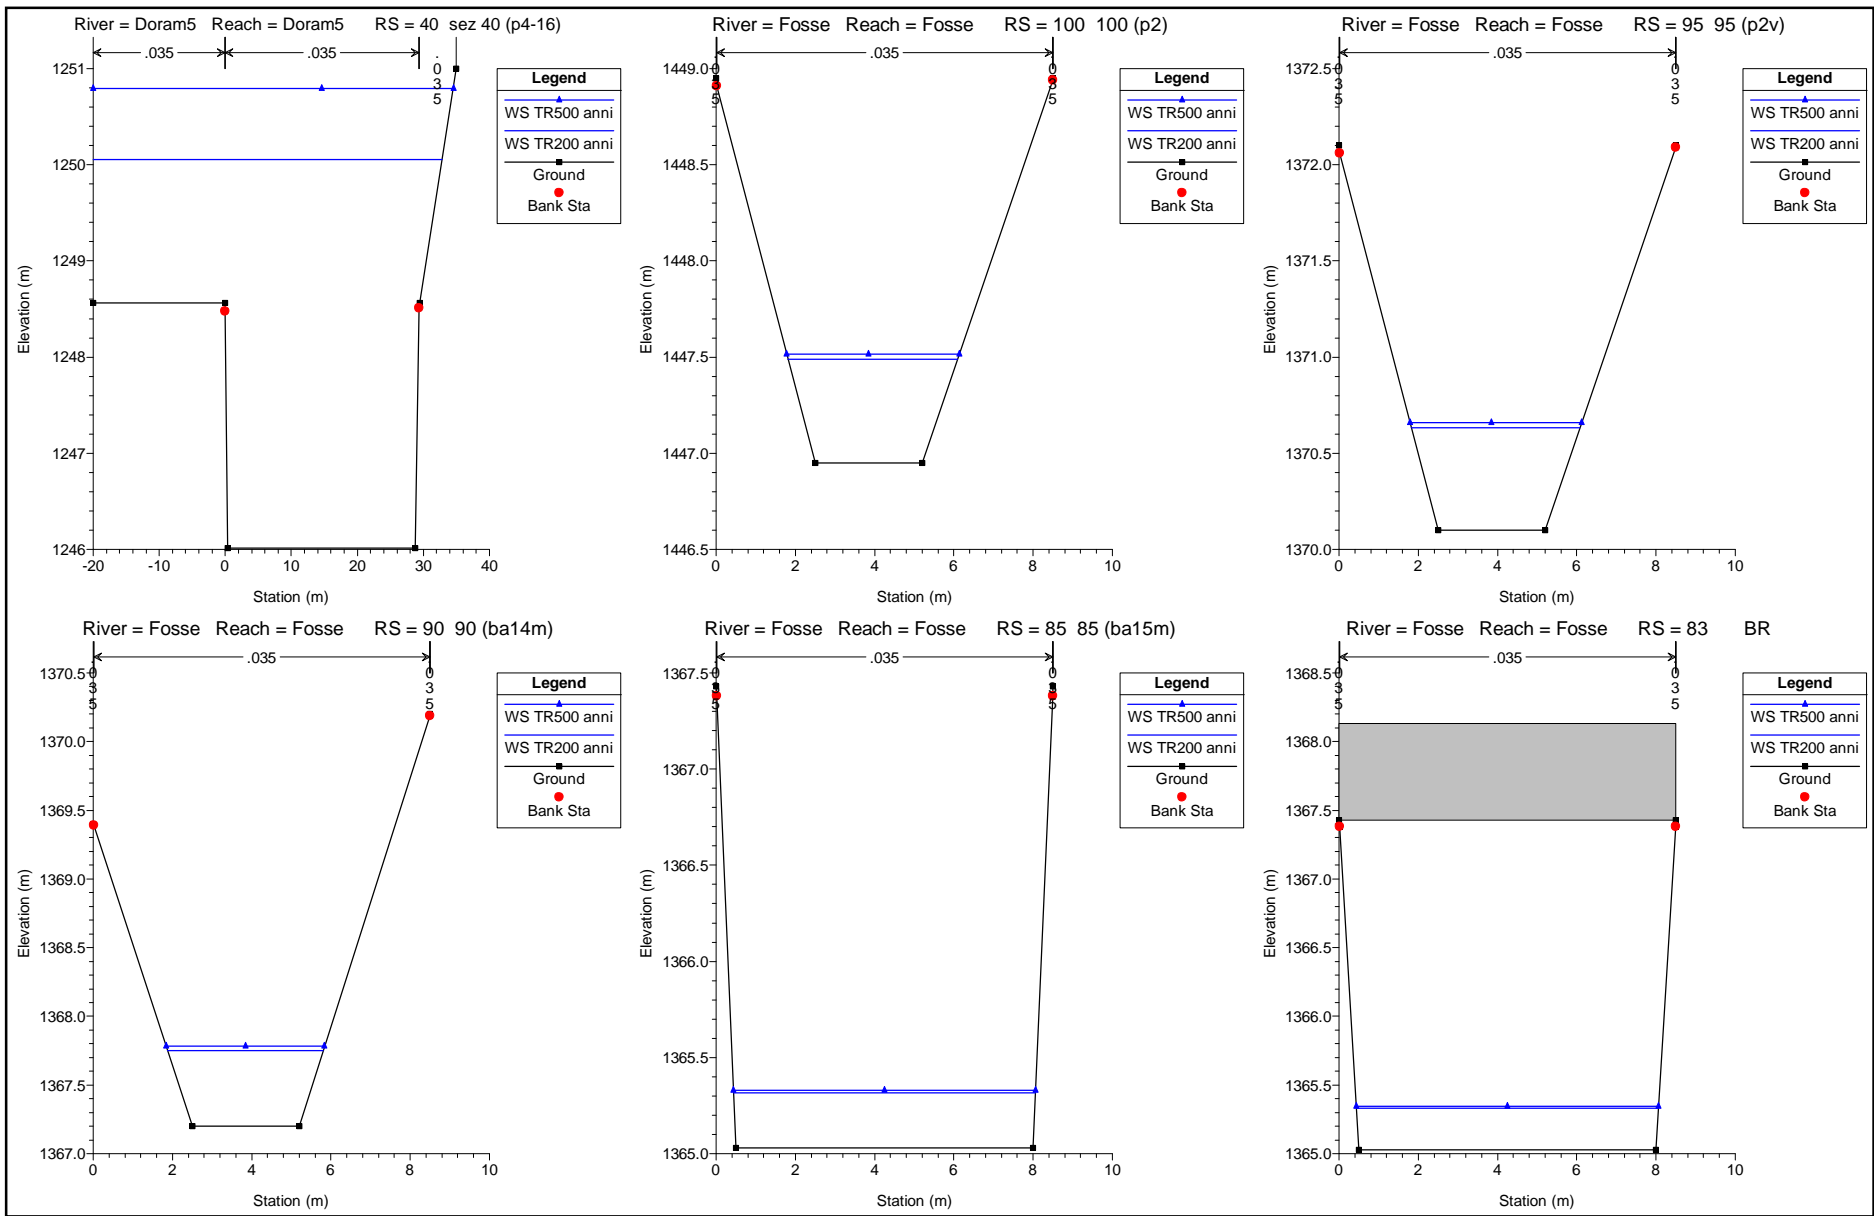 River = Doram5 Reach = Doram5 RS = 40 sez 40 (p4-16)
.035 .035 .035
1251
1250
1249
1248
1247
1246
Elevation (m)
-20 -10 0 10 20 30 40
Station (m)
Legend
WS TR500 anni
WS TR200 anni
Ground
Bank Sta
River = Fosse Reach = Fosse RS = 100 100 (p2)
.035 .035 .035
1449.0
1448.5
1448.0
1447.5
1447.0
1446.5
Elevation (m)
0 2 4 6 8 10
Station (m)
Legend
WS TR500 anni
WS TR200 anni
Ground
Bank Sta
River = Fosse Reach = Fosse RS = 95 95 (p2v)
.035 .035 .035
1372.5
1372.0
1371.5
1371.0
1370.5
1370.0
Elevation (m)
0 2 4 6 8 10
Station (m)
Legend
WS TR500 anni
WS TR200 anni
Ground
Bank Sta
River = Fosse Reach = Fosse RS = 90 90 (ba14m)
.035 .035 .035
1370.5
1370.0
1369.5
1369.0
1368.5
1368.0
1367.5
1367.0
Elevation (m)
0 2 4 6 8 10
Station (m)
Legend
WS TR500 anni
WS TR200 anni
Ground
Bank Sta
River = Fosse Reach = Fosse RS = 85 85 (ba15m)
.035 .035 .035
1367.5
1367.0
1366.5
1366.0
1365.5
1365.0
Elevation (m)
0 2 4 6 8 10
Station (m)
Legend
WS TR500 anni
WS TR200 anni
Ground
Bank Sta
River = Fosse Reach = Fosse RS = 83 BR
.035 .035 .035
1368.5
1368.0
1367.5
1367.0
1366.5
1366.0
1365.5
1365.0
Elevation (m)
0 2 4 6 8 10
Station (m)
Legend
WS TR500 anni
WS TR200 anni
Ground
Bank Sta